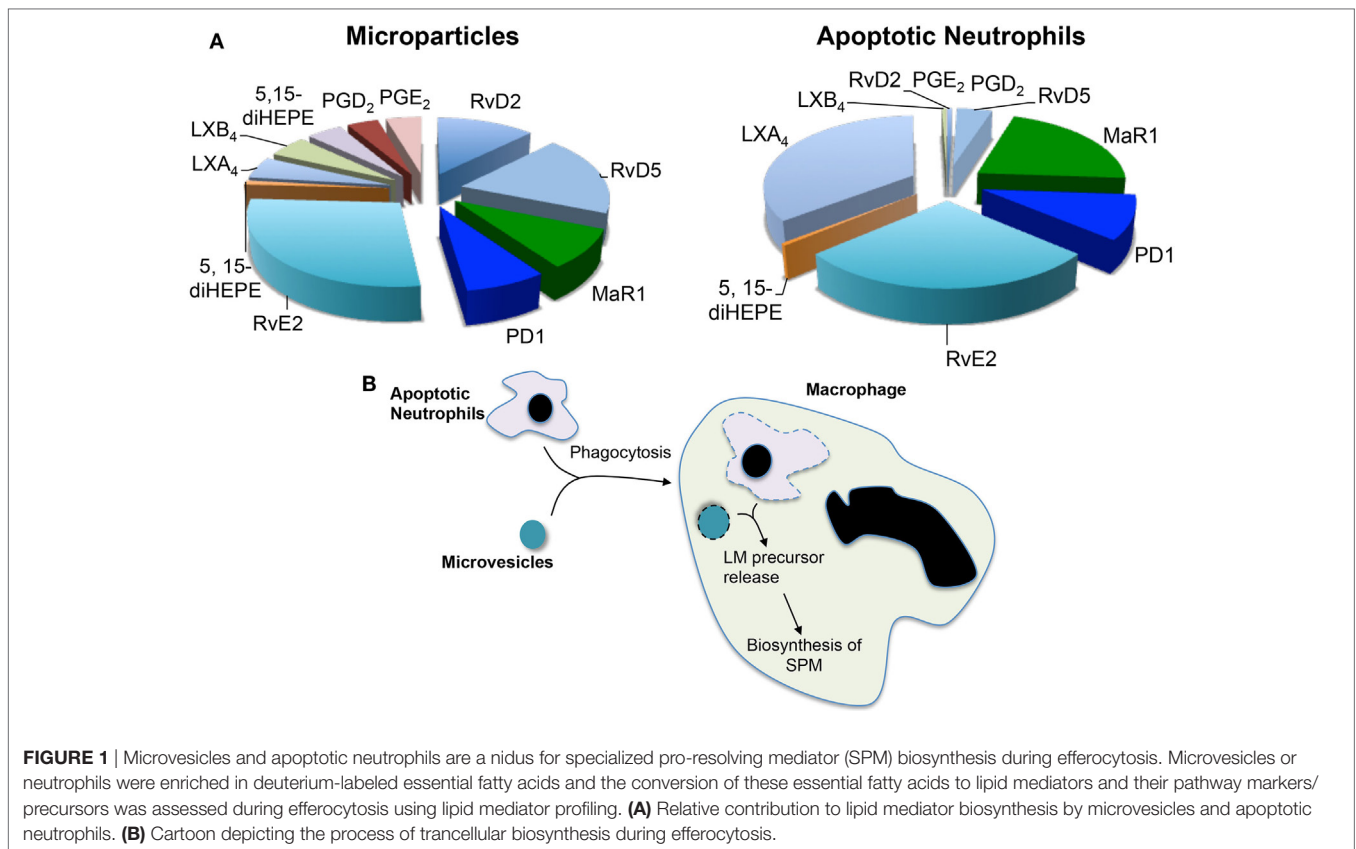 A
Microparticles
5,15-
diHEPE
PGD2
PGE2
RvD2
LXB4
LXA4
RvD5
5, 15-
diHEPE
RvE2
MaR1
PD1
Apoptotic Neutrophils
RvD2
PGE2
PGD2
LXB4
RvD5
LXA4
MaR1
PD1
5, 15-
diHEPE
RvE2
B
Apoptotic
Neutrophils
Macrophage
Phagocytosis
Microvesicles
LM precursor
release
Biosynthesis of
SPM
FIGURE 1 | Microvesicles and apoptotic neutrophils are a nidus for specialized pro-resolving mediator (SPM) biosynthesis during efferocytosis. Microvesicles or
neutrophils were enriched in deuterium-labeled essential fatty acids and the conversion of these essential fatty acids to lipid mediators and their pathway markers/
precursors was assessed during efferocytosis using lipid mediator profiling. (A) Relative contribution to lipid mediator biosynthesis by microvesicles and apoptotic
neutrophils. (B) Cartoon depicting the process of trancellular biosynthesis during efferocytosis.